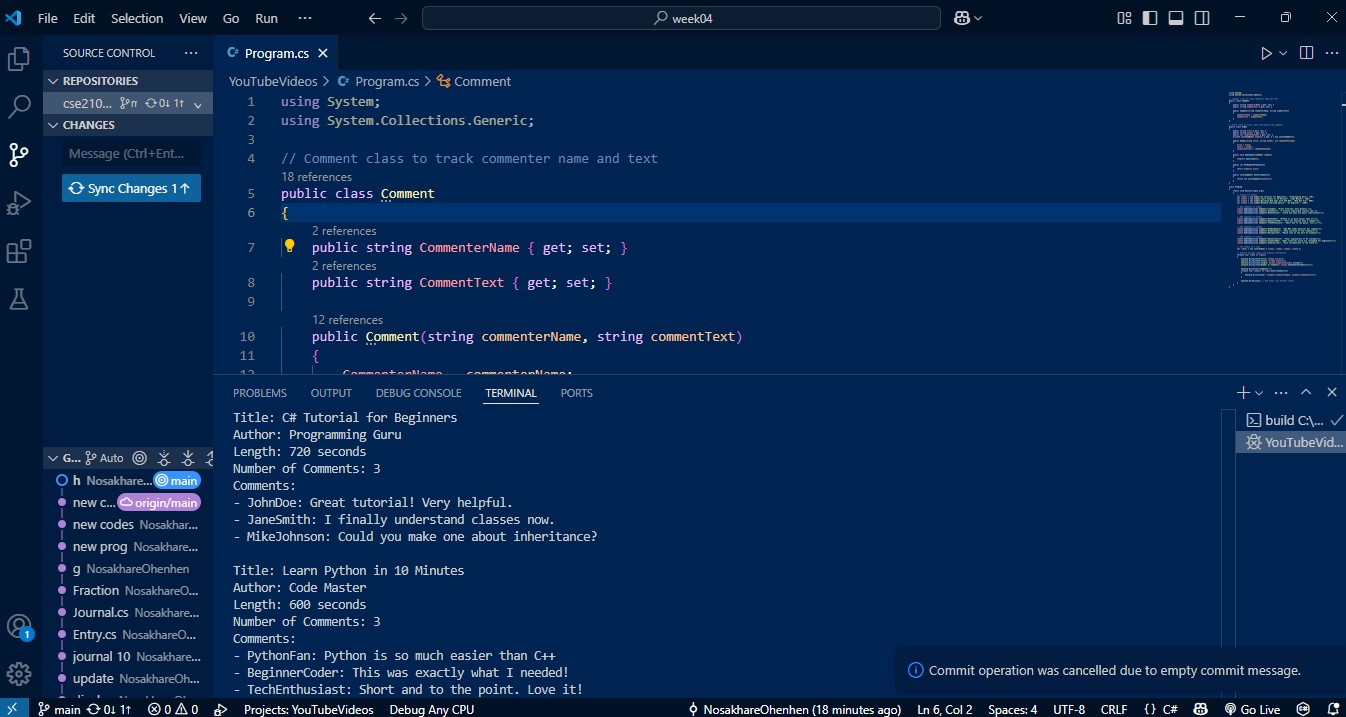 File Edit Selection View Go Run ··· week04
SOURCE CONTROL ···
REPOSITORIES
cse210... 0↓ 1↑
CHANGES
Message (Ctrl+Ent...
Sync Changes 1↑
G... Auto
h Nosakhare... main
new c... origin/main
new codes Nosakhar...
new prog Nosakhare...
g NosakhareOhenhen
Fraction NosakhareO...
Journal.cs Nosakhare...
Entry.cs NosakhareO...
journal 10 Nosakhare...
update NosakhareOh...
1
Program.cs
YouTubeVideos > Program.cs > Comment
1 using System;
2 using System.Collections.Generic;
3
4 // Comment class to track commenter name and text
18 references
5 public class Comment
6 {
2 references
7 public string CommenterName { get; set; }
2 references
8 public string CommentText { get; set; }
9
12 references
10 public Comment(string commenterName, string commentText)
11 {
12 CommenterName = commenterName;
PROBLEMS OUTPUT DEBUG CONSOLE TERMINAL PORTS
Title: C# Tutorial for Beginners
Author: Programming Guru
Length: 720 seconds
Number of Comments: 3
Comments:
- JohnDoe: Great tutorial! Very helpful.
- JaneSmith: I finally understand classes now.
- MikeJohnson: Could you make one about inheritance?
Title: Learn Python in 10 Minutes
Author: Code Master
Length: 600 seconds
Number of Comments: 3
Comments:
- PythonFan: Python is so much easier than C++
- BeginnerCoder: This was exactly what I needed!
- TechEnthusiast: Short and to the point. Love it!
build C:\...
YouTubeVid...
Commit operation was cancelled due to empty commit message.
main 0↓ 1↑ 0 0 Projects: YouTubeVideos Debug Any CPU NosakhareOhenhen (18 minutes ago) Ln 6, Col 2 Spaces: 4 UTF-8 CRLF {} C# Go Live